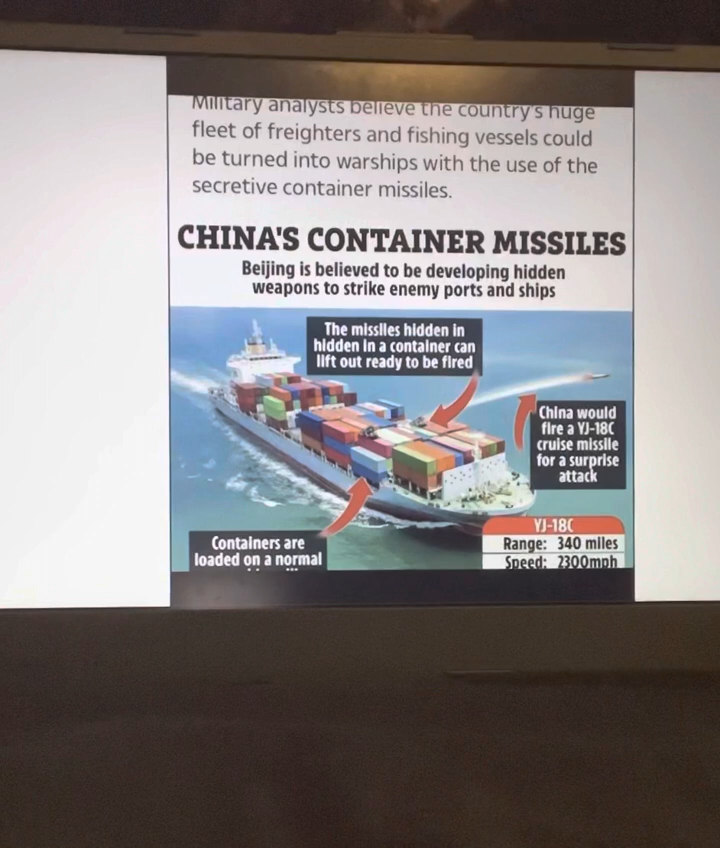 Military analysts believe the country's huge
fleet of freighters and fishing vessels could
be turned into warships with the use of the
secretive container missiles.
CHINA'S CONTAINER MISSILES
Beijing is believed to be developing hidden
weapons to strike enemy ports and ships
The missiles hidden in
hidden in a container can
lift out ready to be fired
China would
fire a YJ-18C
cruise missile
for a surprise
attack
Containers are
loaded on a normal
YJ-18C
Range: 340 miles
Speed: 2300mph